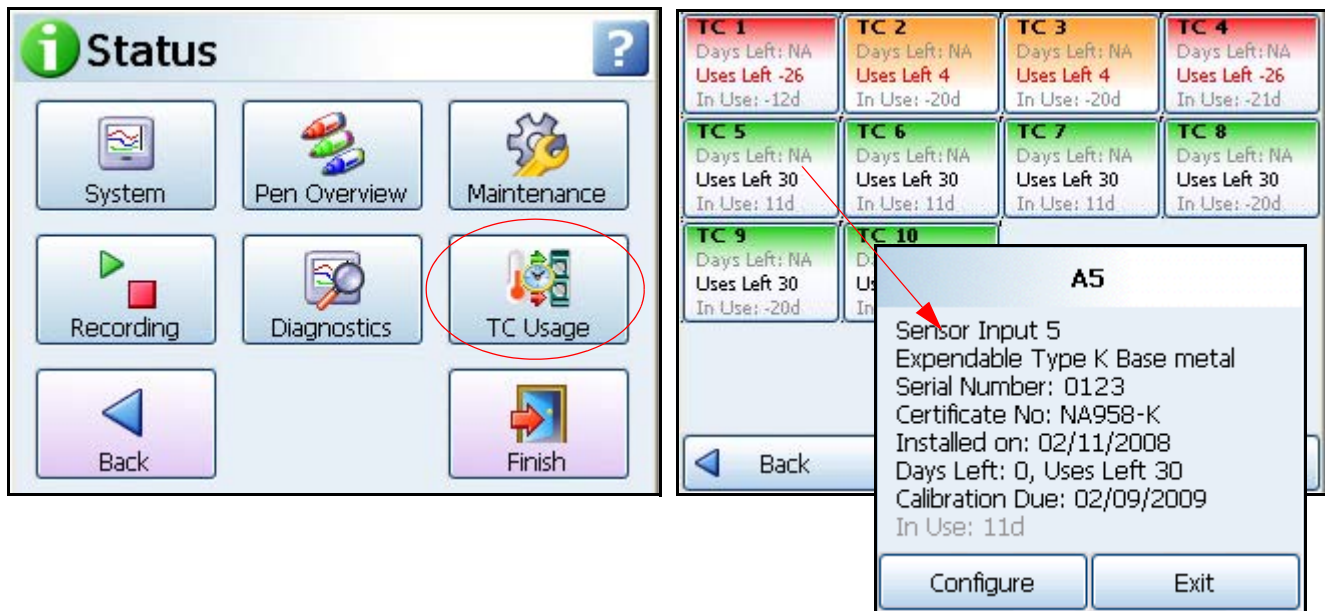 Status
?
System
Pen Overview
Maintenance
Recording
Diagnostics
TC Usage
Back
Finish
TC 1
Days Left: NA
Uses Left -26
In Use: -12d
TC 2
Days Left: NA
Uses Left 4
In Use: -20d
TC 3
Days Left: NA
Uses Left 4
In Use: -20d
TC 4
Days Left: NA
Uses Left -26
In Use: -21d
TC 5
Days Left: NA
Uses Left 30
In Use: 11d
TC 6
Days Left: NA
Uses Left 30
In Use: 11d
TC 7
Days Left: NA
Uses Left 30
In Use: 11d
TC 8
Days Left: NA
Uses Left 30
In Use: -20d
TC 9
Days Left: NA
Uses Left 30
In Use: -20d
TC 10
Back
A5
Sensor Input 5
Expendable Type K Base metal
Serial Number: 0123
Certificate No: NA958-K
Installed on: 02/11/2008
Days Left: 0, Uses Left 30
Calibration Due: 02/09/2009
In Use: 11d
Configure
Exit